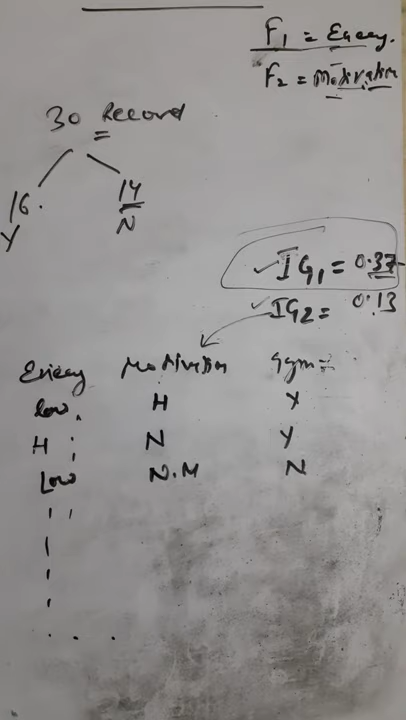 F₁ = Energy.
F₂ = Motivation
30 Record
16. 14
Y N
IG₁ = 0.37
IG₂ = 0.13
Energy Motivation Gym
Low H Y
H N Y
Low N.M N